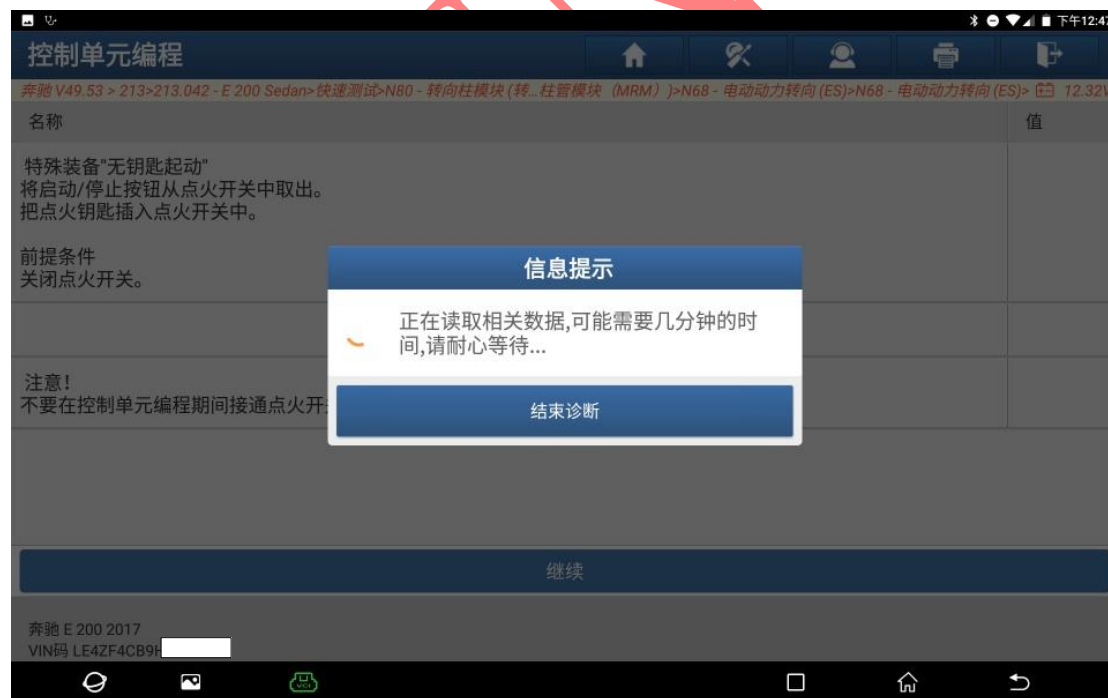 下午12:47
控制单元编程
奔驰 V49.53 > 213>213.042 - E 200 Sedan>快速测试>N80 - 转向柱模块 (转...柱管模块（MRM）)>N68 - 电动动力转向 (ES)>N68 - 电动动力转向 (ES)> 12.32V
名称 值
特殊装备"无钥匙起动"
将启动/停止按钮从点火开关中取出。
把点火钥匙插入点火开关中。
前提条件
关闭点火开关。
信息提示
正在读取相关数据,可能需要几分钟的时
间,请耐心等待...
注意!
不要在控制单元编程期间接通点火开
结束诊断
继续
奔驰 E 200 2017
VIN码 LE4ZF4CB9H
VCI